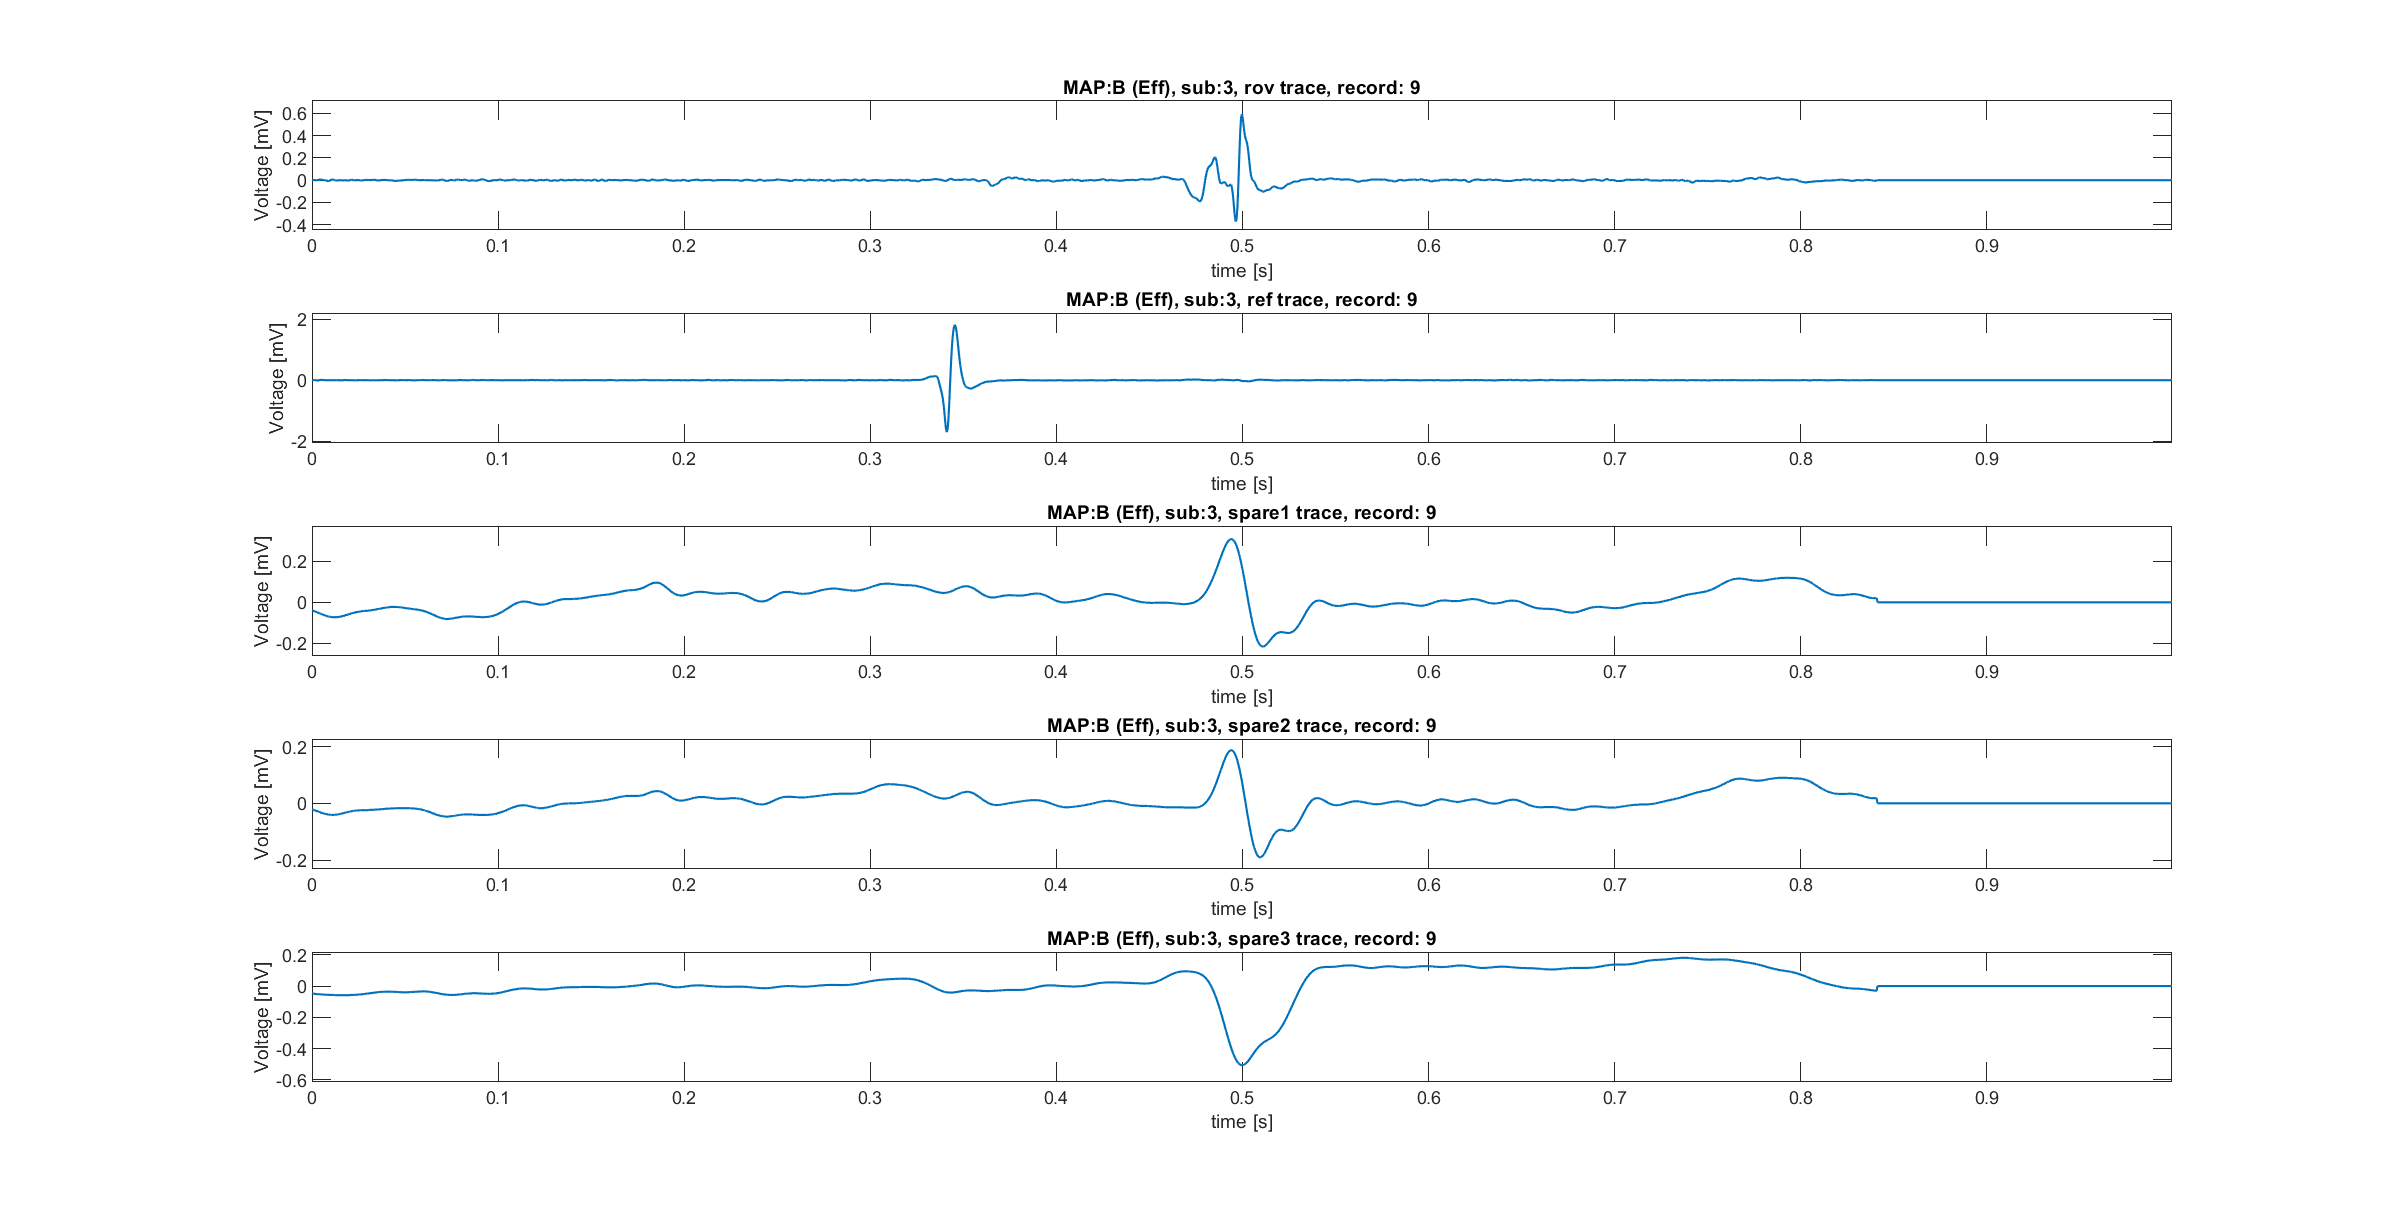 MAP:B (Eff), sub:3, rov trace, record: 9
Voltage [mV]
0.6
0.4
0.2
0
-0.2
-0.4
0 0.1 0.2 0.3 0.4 0.5 0.6 0.7 0.8 0.9
time [s]
MAP:B (Eff), sub:3, ref trace, record: 9
Voltage [mV]
2
0
-2
0 0.1 0.2 0.3 0.4 0.5 0.6 0.7 0.8 0.9
time [s]
MAP:B (Eff), sub:3, spare1 trace, record: 9
Voltage [mV]
0.2
0
-0.2
0 0.1 0.2 0.3 0.4 0.5 0.6 0.7 0.8 0.9
time [s]
MAP:B (Eff), sub:3, spare2 trace, record: 9
Voltage [mV]
0.2
0
-0.2
0 0.1 0.2 0.3 0.4 0.5 0.6 0.7 0.8 0.9
time [s]
MAP:B (Eff), sub:3, spare3 trace, record: 9
Voltage [mV]
0.2
0
-0.2
-0.4
-0.6
0 0.1 0.2 0.3 0.4 0.5 0.6 0.7 0.8 0.9
time [s]